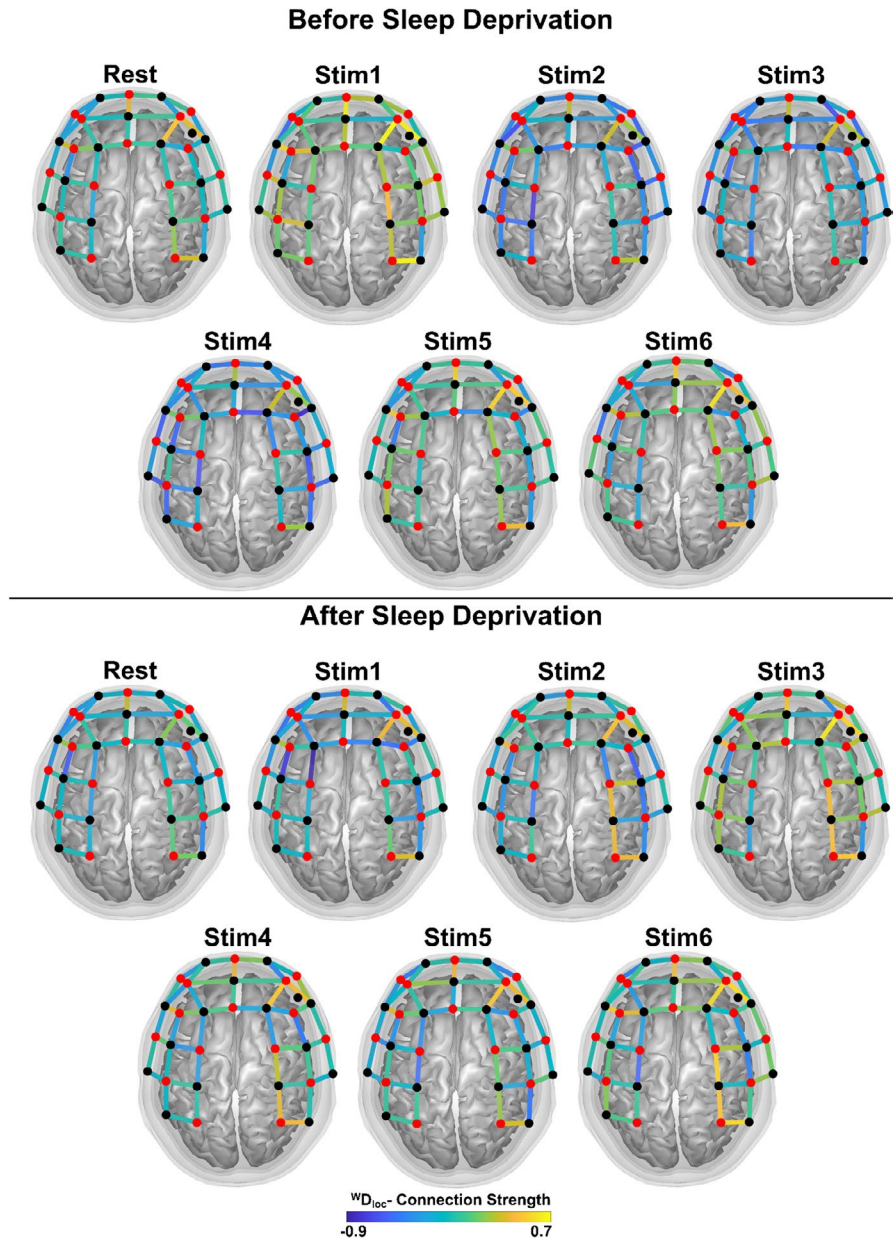 Before Sleep Deprivation
Rest Stim1 Stim2 Stim3
Stim4 Stim5 Stim6
After Sleep Deprivation
Rest Stim1 Stim2 Stim3
Stim4 Stim5 Stim6
ᵂD_loc- Connection Strength
-0.9 0.7